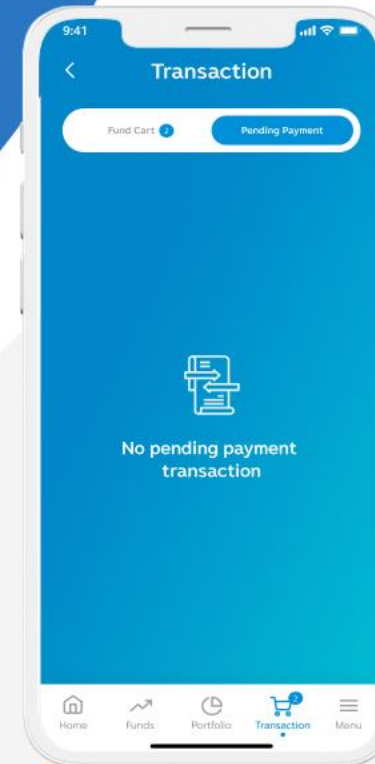 9:41
Transaction
Fund Cart 2
Pending Payment
No pending payment
transaction
2
Home Funds Portfolio Transaction Menu